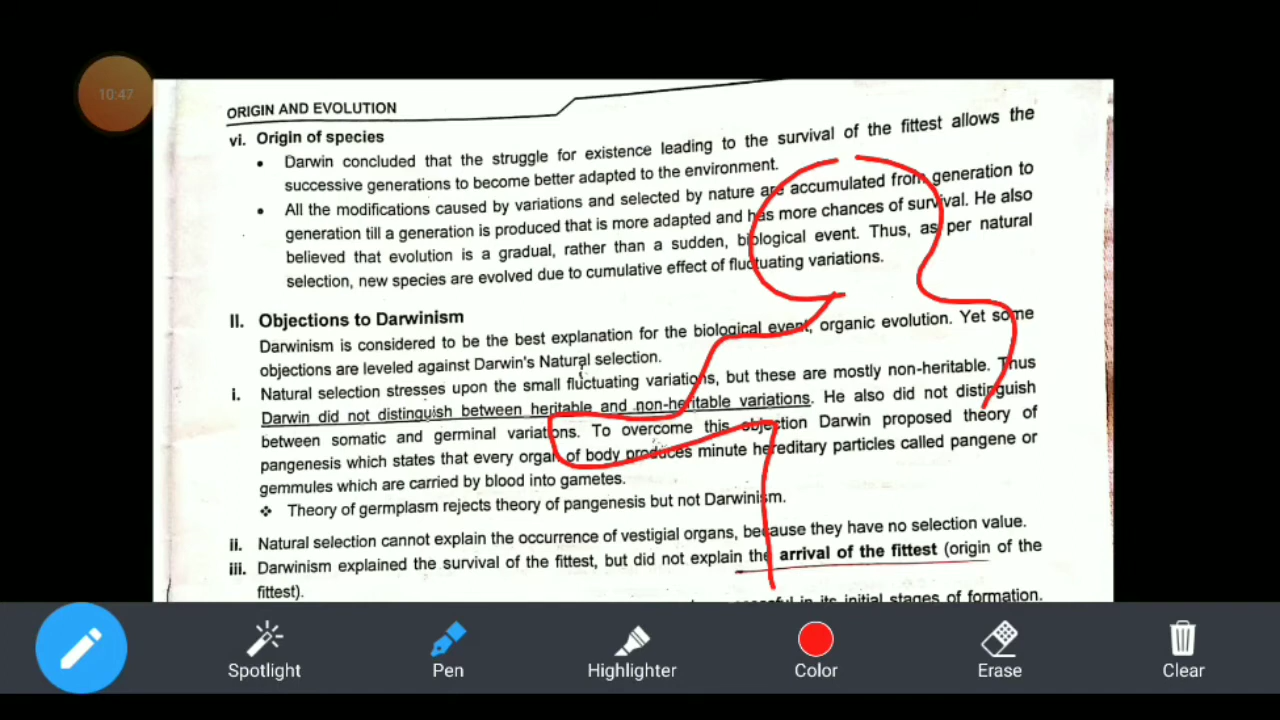 10:47
ORIGIN AND EVOLUTION
vi. Origin of species
• Darwin concluded that the struggle for existence leading to the survival of the fittest allows the
successive generations to become better adapted to the environment.
• All the modifications caused by variations and selected by nature are accumulated from generation to
generation till a generation is produced that is more adapted and has more chances of survival. He also
believed that evolution is a gradual, rather than a sudden, biological event. Thus, as per natural
selection, new species are evolved due to cumulative effect of fluctuating variations.
II. Objections to Darwinism
Darwinism is considered to be the best explanation for the biological event, organic evolution. Yet some
objections are leveled against Darwin's Natural selection.
i. Natural selection stresses upon the small fluctuating variations, but these are mostly non-heritable. Thus
Darwin did not distinguish between heritable and non-heritable variations. He also did not distinguish
between somatic and germinal variations. To overcome this objection Darwin proposed theory of
pangenesis which states that every organ of body produces minute hereditary particles called pangene or
gemmules which are carried by blood into gametes.
❖ Theory of germplasm rejects theory of pangenesis but not Darwinism.
ii. Natural selection cannot explain the occurrence of vestigial organs, because they have no selection value.
iii. Darwinism explained the survival of the fittest, but did not explain the arrival of the fittest (origin of the
fittest).
in its initial stages of formation.
Spotlight Pen Highlighter Color Erase Clear